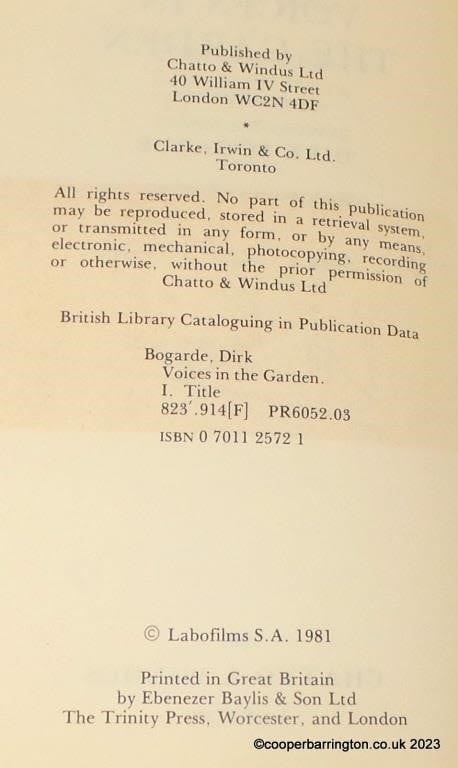 Published by
Chatto & Windus Ltd
40 William IV Street
London WC2N 4DF
*
Clarke, Irwin & Co. Ltd.
Toronto
All rights reserved. No part of this publication
may be reproduced, stored in a retrieval system,
or transmitted in any form, or by any means,
electronic, mechanical, photocopying, recording
or otherwise, without the prior permission of
Chatto & Windus Ltd
British Library Cataloguing in Publication Data
Bogarde, Dirk
Voices in the Garden.
I. Title
823'.914[F] PR6052.03
ISBN 0 7011 2572 1
© Labofilms S.A. 1981
Printed in Great Britain
by Ebenezer Baylis & Son Ltd
The Trinity Press, Worcester, and London
©cooperbarrington.co.uk 2023